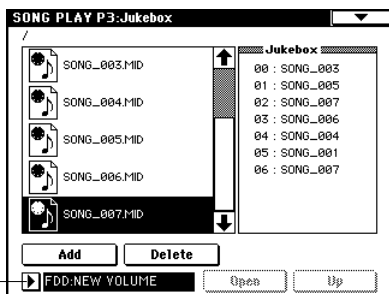 SONG PLAY P3:Jukebox
/
SONG_003.MID
SONG_004.MID
SONG_005.MID
SONG_006.MID
SONG_007.MID
Jukebox
00 : SONG_003
01 : SONG_005
02 : SONG_007
03 : SONG_006
04 : SONG_004
05 : SONG_001
06 : SONG_007
Add Delete
FDD:NEW VOLUME Open Up